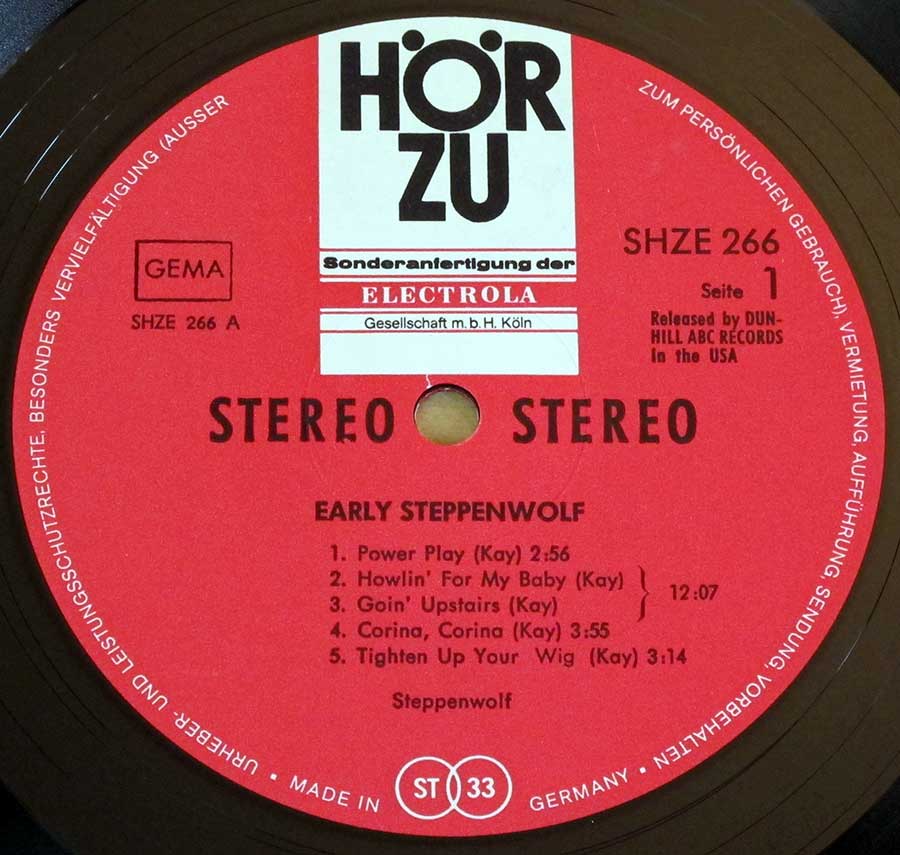 HÖR
ZU
Sonderanfertigung der
ELECTROLA
Gesellschaft m. b. H. Köln
GEMA
SHZE 266 A
SHZE 266
Seite 1
Released by DUN-
HILL ABC RECORDS
in the USA
STEREO STEREO
EARLY STEPPENWOLF
1. Power Play (Kay) 2:56
2. Howlin' For My Baby (Kay)
3. Goin' Upstairs (Kay)
12:07
4. Corina, Corina (Kay) 3:55
5. Tighten Up Your Wig (Kay) 3:14
Steppenwolf
URHEBER- UND LEISTUNGSSCHUTZRECHTE, BESONDERS VERVIELFÄLTIGUNG (AUSSER
ZUM PERSÖNLICHEN GEBRAUCH), VERMIETUNG, AUFFÜHRUNG, SENDUNG, VORBEHALTEN
• MADE IN ST 33 GERMANY •